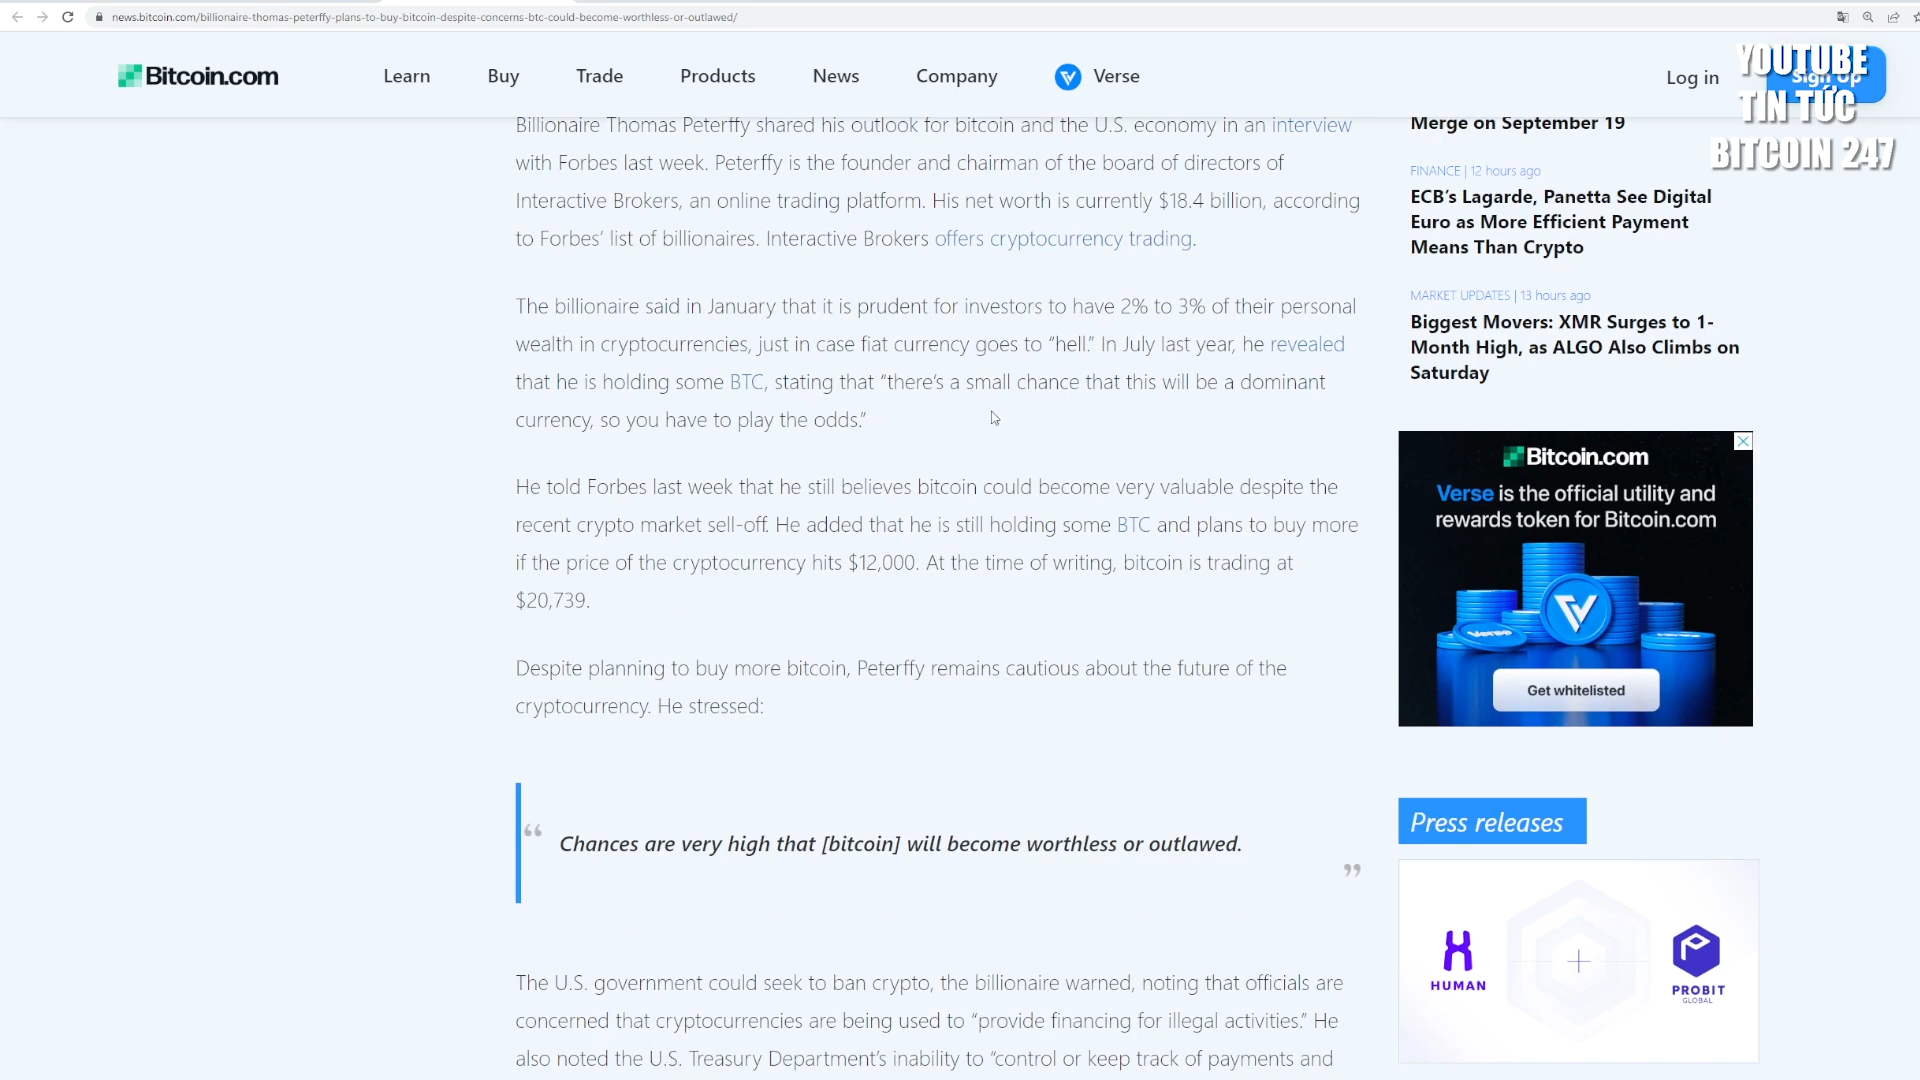 news.bitcoin.com/billionaire-thomas-peterffy-plans-to-buy-bitcoin-despite-concerns-btc-could-become-worthless-or-outlawed/
Bitcoin.com
Learn
Buy
Trade
Products
News
Company
Verse
Log in
Sign Up
YOUTUBE
TIN TỨC
BITCOIN 247
Billionaire Thomas Peterffy shared his outlook for bitcoin and the U.S. economy in an interview
with Forbes last week. Peterffy is the founder and chairman of the board of directors of
Interactive Brokers, an online trading platform. His net worth is currently $18.4 billion, according
to Forbes’ list of billionaires. Interactive Brokers offers cryptocurrency trading.
The billionaire said in January that it is prudent for investors to have 2% to 3% of their personal
wealth in cryptocurrencies, just in case fiat currency goes to “hell.” In July last year, he revealed
that he is holding some BTC, stating that “there’s a small chance that this will be a dominant
currency, so you have to play the odds.”
He told Forbes last week that he still believes bitcoin could become very valuable despite the
recent crypto market sell-off. He added that he is still holding some BTC and plans to buy more
if the price of the cryptocurrency hits $12,000. At the time of writing, bitcoin is trading at
$20,739.
Despite planning to buy more bitcoin, Peterffy remains cautious about the future of the
cryptocurrency. He stressed:
“ Chances are very high that [bitcoin] will become worthless or outlawed. ”
The U.S. government could seek to ban crypto, the billionaire warned, noting that officials are
concerned that cryptocurrencies are being used to “provide financing for illegal activities.” He
also noted the U.S. Treasury Department’s inability to “control or keep track of payments and
Merge on September 19
FINANCE | 12 hours ago
ECB’s Lagarde, Panetta See Digital
Euro as More Efficient Payment
Means Than Crypto
MARKET UPDATES | 13 hours ago
Biggest Movers: XMR Surges to 1-
Month High, as ALGO Also Climbs on
Saturday
Bitcoin.com
Verse is the official utility and
rewards token for Bitcoin.com
Verse
Get whitelisted
Press releases
HUMAN
PROBIT
GLOBAL